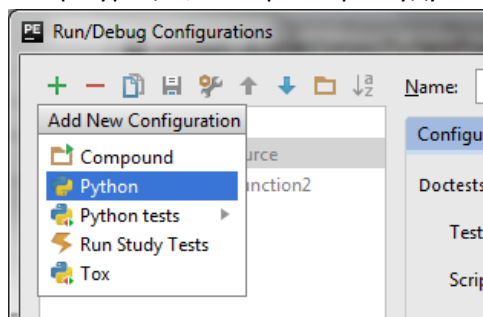 PE Run/Debug Configurations
Name:
Add New Configuration
Configu
Compound
urce
Python
unction2
Doctests
Python tests
Test
Run Study Tests
Scrip
Tox